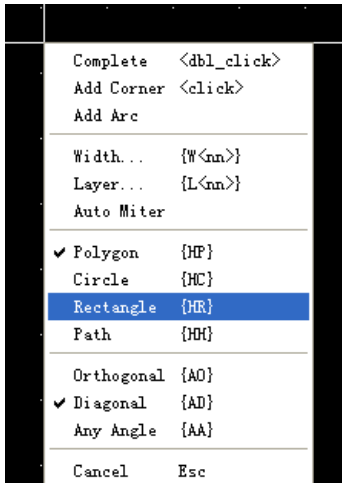 Complete <dbl_click>
Add Corner <click>
Add Arc
Width... {W<nn>}
Layer... {L<nn>}
Auto Miter
✔ Polygon {HP}
Circle {HC}
Rectangle {HR}
Path {HH}
Orthogonal {AO}
✔ Diagonal {AD}
Any Angle {AA}
Cancel Esc